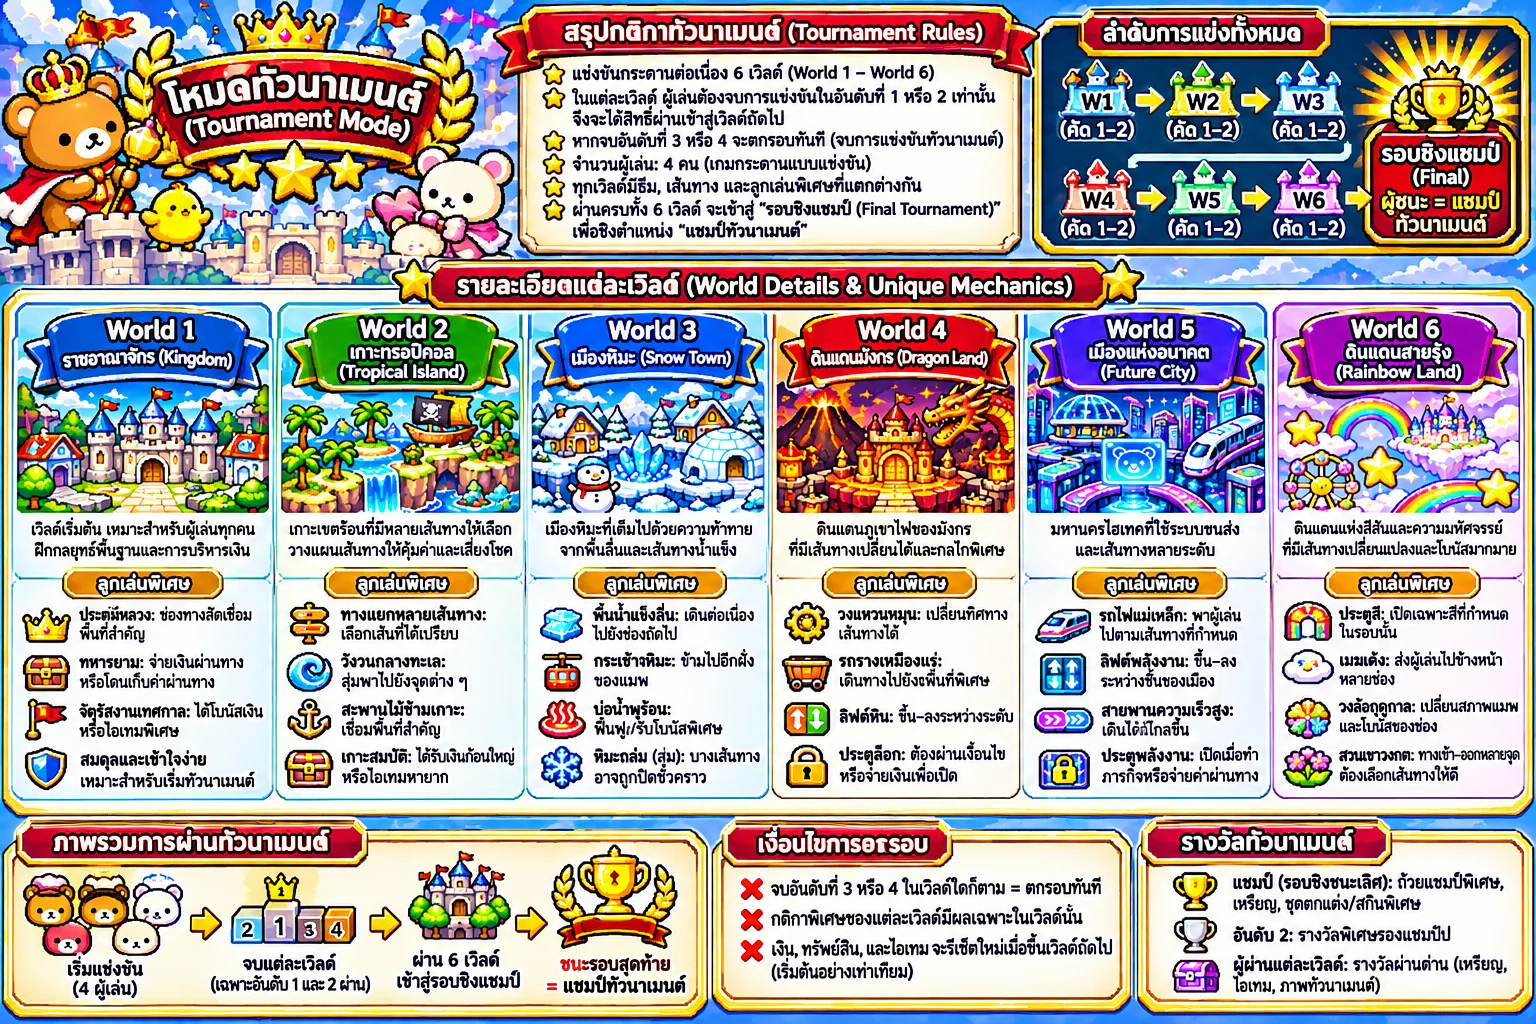 โหมดทัวนาเมนต์
(Tournament Mode)
สรุปกติกาทัวนาเมนต์ (Tournament Rules)
แข่งขันกระดานต่อเนื่อง 6 เวิลด์ (World 1 – World 6)
ในแต่ละเวิลด์ ผู้เล่นต้องจบการแข่งขันในอันดับที่ 1 หรือ 2 เท่านั้น
จึงจะได้สิทธิ์ผ่านเข้าสู่เวิลด์ถัดไป
หากจบอันดับที่ 3 หรือ 4 จะตกรอบทันที (จบการแข่งขันทัวนาเมนต์)
จำนวนผู้เล่น: 4 คน (เกมกระดานแบบแข่งขัน)
ทุกเวิลด์มีธีม, เส้นทาง และลูกเล่นพิเศษที่แตกต่างกัน
ผ่านครบทั้ง 6 เวิลด์ จะเข้าสู่ “รอบชิงแชมป์ (Final Tournament)”
เพื่อชิงตำแหน่ง “แชมป์ทัวนาเมนต์”
ลำดับการแข่งทั้งหมด
W1 W2 W3
(คัด 1–2) (คัด 1–2) (คัด 1–2)
W4 W5 W6
(คัด 1–2) (คัด 1–2) (คัด 1–2)
รอบชิงแชมป์
(Final)
ผู้ชนะ = แชมป์
ทัวนาเมนต์
รายละเอียดแต่ละเวิลด์ (World Details & Unique Mechanics)
World 1
ราชอาณาจักร (Kingdom)
เวิลด์เริ่มต้น เหมาะสำหรับผู้เล่นทุกคน
ฝึกกลยุทธ์พื้นฐานและการบริหารเงิน
ลูกเล่นพิเศษ
ช่องทางลัดเชื่อม
พื้นที่สำคัญ
ทหารยาม: จ่ายเงินผ่านทาง
หรือโดนเก็บค่าผ่านทาง
จัตุรัสงานเทศกาล: ได้โบนัสเงิน
หรือไอเทมพิเศษ
สมดุลและเข้าใจง่าย
เหมาะสำหรับเริ่มทัวนาเมนต์
World 2
เกาะทรอปิคอล
(Tropical Island)
เกาะเขตร้อนที่มีหลายเส้นทางให้เลือก
วางแผนเส้นทางให้คุ้มค่าและเสี่ยงโชค
ลูกเล่นพิเศษ
ทางแยกหลายเส้นทาง:
เลือกเส้นที่ได้เปรียบ
วังวนกลางทะเล:
สุ่มพาไปยังจุดต่าง ๆ
สะพานไม้ข้ามเกาะ:
เชื่อมพื้นที่สำคัญ
เกาะสมบัติ: ได้รับเงินก้อนใหญ่
หรือไอเทมหายาก
World 3
เมืองหิมะ (Snow Town)
เมืองหิมะที่เต็มไปด้วยความท้าทาย
จากพื้นลื่นและเส้นทางน้ำแข็ง
ลูกเล่นพิเศษ
พื้นน้ำแข็งลื่น: เดินต่อเนื่อง
ไปยังช่องถัดไป
ข้ามไปอีกฝั่ง
ของแมพ
บ่อน้ำพุร้อน:
ฟื้นฟู//รับโบนัสพิเศษ
หิมะถล่ม (สุ่ม): บางเส้นทาง
อาจถูกปิดชั่วคราว
World 4
ดินแดนมังกร (Dragon Land)
ดินแดนภูเขาไฟของมังกร
ที่มีเส้นทางเปลี่ยนได้และกลไกพิเศษ
ลูกเล่นพิเศษ
วงแหวนหมุน: เปลี่ยนทิศทาง
เส้นทางได้
รถรางเหมืองแร่:
เดินทางไปยังพื้นที่พิเศษ
ลิฟต์หิน: ขึ้น–ลงระหว่างระดับ
ประตูล็อก: ต้องผ่านเงื่อนไข
หรือจ่ายเงินเพื่อเปิด
World 5
เมืองแห่งอนาคต
(Future City)
มหานครไฮเทคที่ใช้ระบบขนส่ง
และเส้นทางหลายระดับ
ลูกเล่นพิเศษ
รถไฟแม่เหล็ก: พาผู้เล่น
ไปตามเส้นทางที่กำหนด
ลิฟต์พลังงาน: ขึ้น–ลง
ระหว่างชั้นของเมือง
สายพานความเร็วสูง:
เดินได้ไกลขึ้น
ประตูพลังงาน: เปิดเมื่อทำ
ภารกิจหรือจ่ายค่าผ่านทาง
World 6
ดินแดนสายรุ้ง
(Rainbow Land)
ดินแดนแห่งสีสันและความมหัศจรรย์
ที่มีเส้นทางเปลี่ยนแปลงและโบนัสมากมาย
ลูกเล่นพิเศษ
ประตูสี: เปิดเฉพาะสีที่กำหนด
ในรอบนั้น
เมฆเด้ง: ส่งผู้เล่นไปข้างหน้า
หลายช่อง
วงล้อฤดูกาล: เปลี่ยนสภาพแมพ
และโบนัสของช่อง
สวนเขาวงกต: ทางเข้า–ออกหลายจุด
ต้องเลือกเส้นทางให้ดี
ภาพรวมการผ่านทัวนาเมนต์
เริ่มแข่งขัน
(4 ผู้เล่น)
1
2 1 3 4
จบแต่ละเวิลด์
(เฉพาะอันดับ 1 และ 2 ผ่าน)
ผ่าน 6 เวิลด์
เข้าสู่รอบชิงแชมป์
ชนะรอบสุดท้าย
= แชมป์ทัวนาเมนต์
เงื่อนไขการตกรอบ
จบอันดับที่ 3 หรือ 4 ในเวิลด์ใดก็ตาม = ตกรอบทันที
กติกาพิเศษของแต่ละเวิลด์มีผลเฉพาะในเวิลด์นั้น
เงิน, ทรัพย์สิน, และไอเทม จะรีเซ็ตใหม่เมื่อขึ้นเวิลด์ถัดไป
(เริ่มต้นอย่างเท่าเทียม)
รางวัลทัวนาเมนต์
แชมป์ (รอบชิงชนะเลิศ): ถ้วยแชมป์พิเศษ,
เหรียญ, ชุดตกแต่ง/สกินพิเศษ
อันดับ 2: รางวัลพิเศษรองแชมป์ป
ผู้ผ่านแต่ละเวิลด์: รางวัลผ่านด่าน (เหรียญ,
ไอเทม, ภาพทัวนาเมนต์)